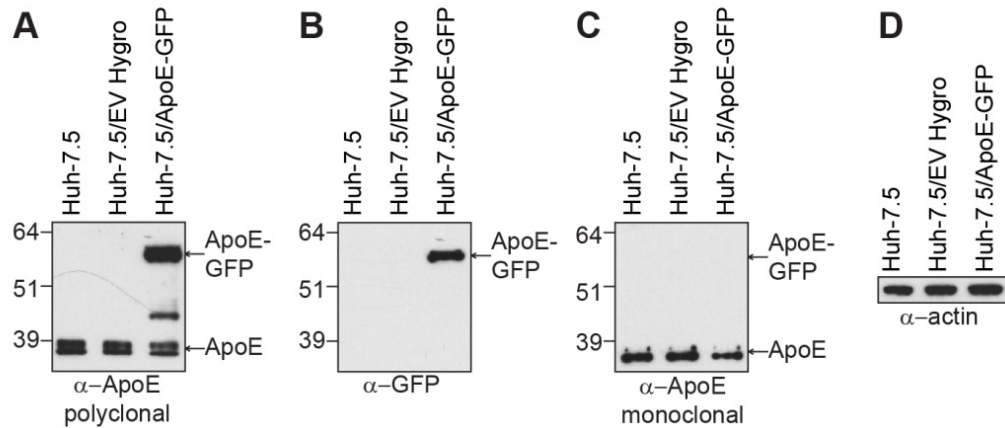 A
Huh-7.5
Huh-7.5/EV Hygro
Huh-7.5/ApoE-GFP
64
51
39
ApoE-
GFP
ApoE
α–ApoE
polyclonal
B
Huh-7.5
Huh-7.5/EV Hygro
Huh-7.5/ApoE-GFP
64
51
39
ApoE-
GFP
α–GFP
C
Huh-7.5
Huh-7.5/EV Hygro
Huh-7.5/ApoE-GFP
64
51
39
ApoE-
GFP
ApoE
α–ApoE
monoclonal
D
Huh-7.5
Huh-7.5/EV Hygro
Huh-7.5/ApoE-GFP
α–actin